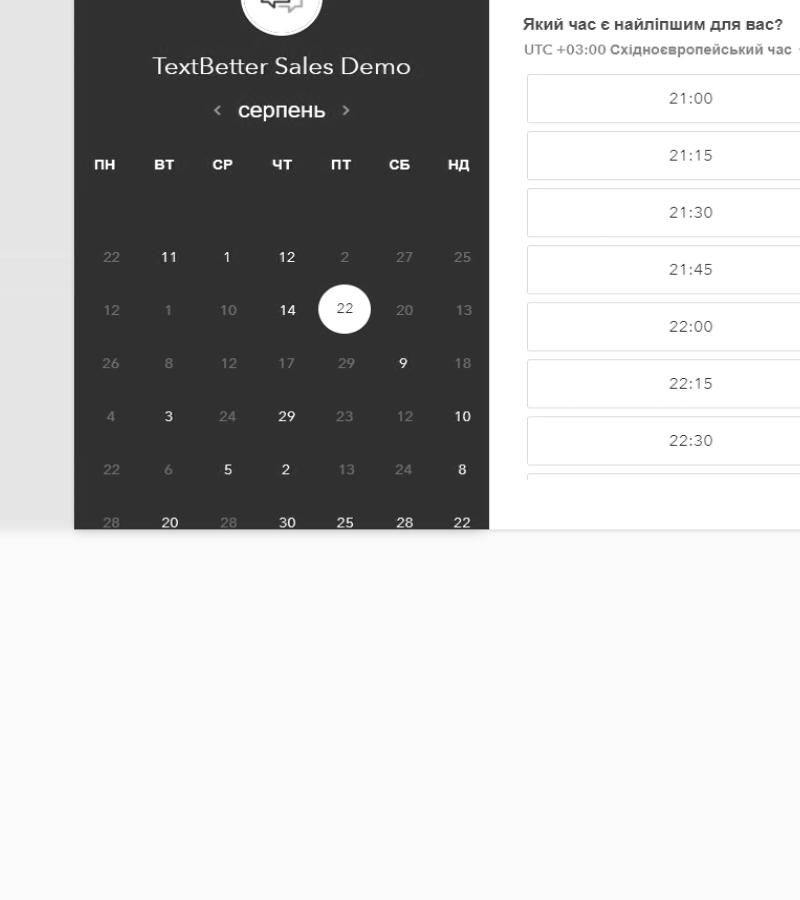 TextBetter Sales Demo
< серпень >
ПН ВТ СР ЧТ ПТ СБ НД
22 11 1 12 2 27 25
12 1 10 14 22 20 13
26 8 12 17 29 9 18
4 3 24 29 23 12 10
22 6 5 2 13 24 8
28 20 28 30 25 28 22
Який час є найліпшим для вас?
UTC +03:00 Східноєвропейський час
21:00
21:15
21:30
21:45
22:00
22:15
22:30